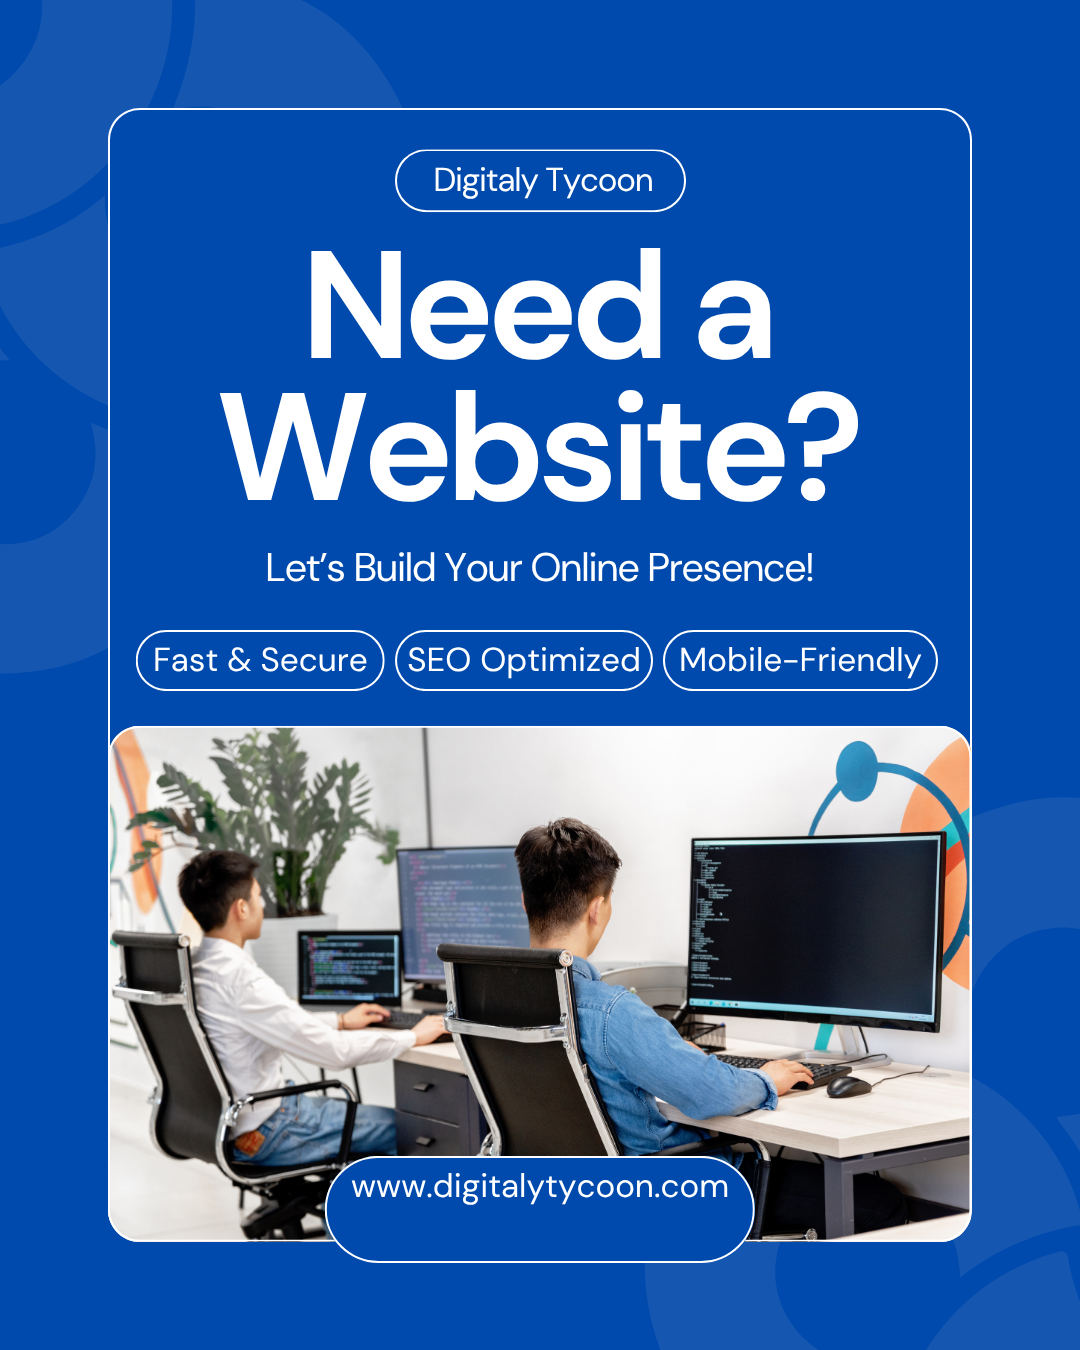 Digitaly Tycoon
Need a
Website?
Let’s Build Your Online Presence!
Fast & Secure
SEO Optimized
Mobile-Friendly
www.digitalytycoon.com